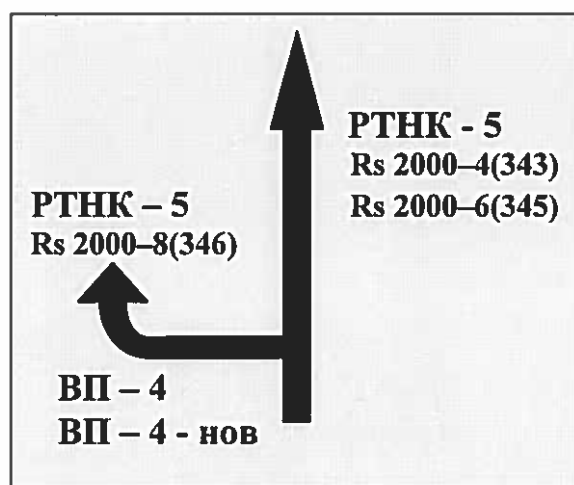 РТНК - 5
Rs 2000–4(343)
Rs 2000–6(345)
РТНК – 5
Rs 2000–8(346)
ВП – 4
ВП – 4 - нов